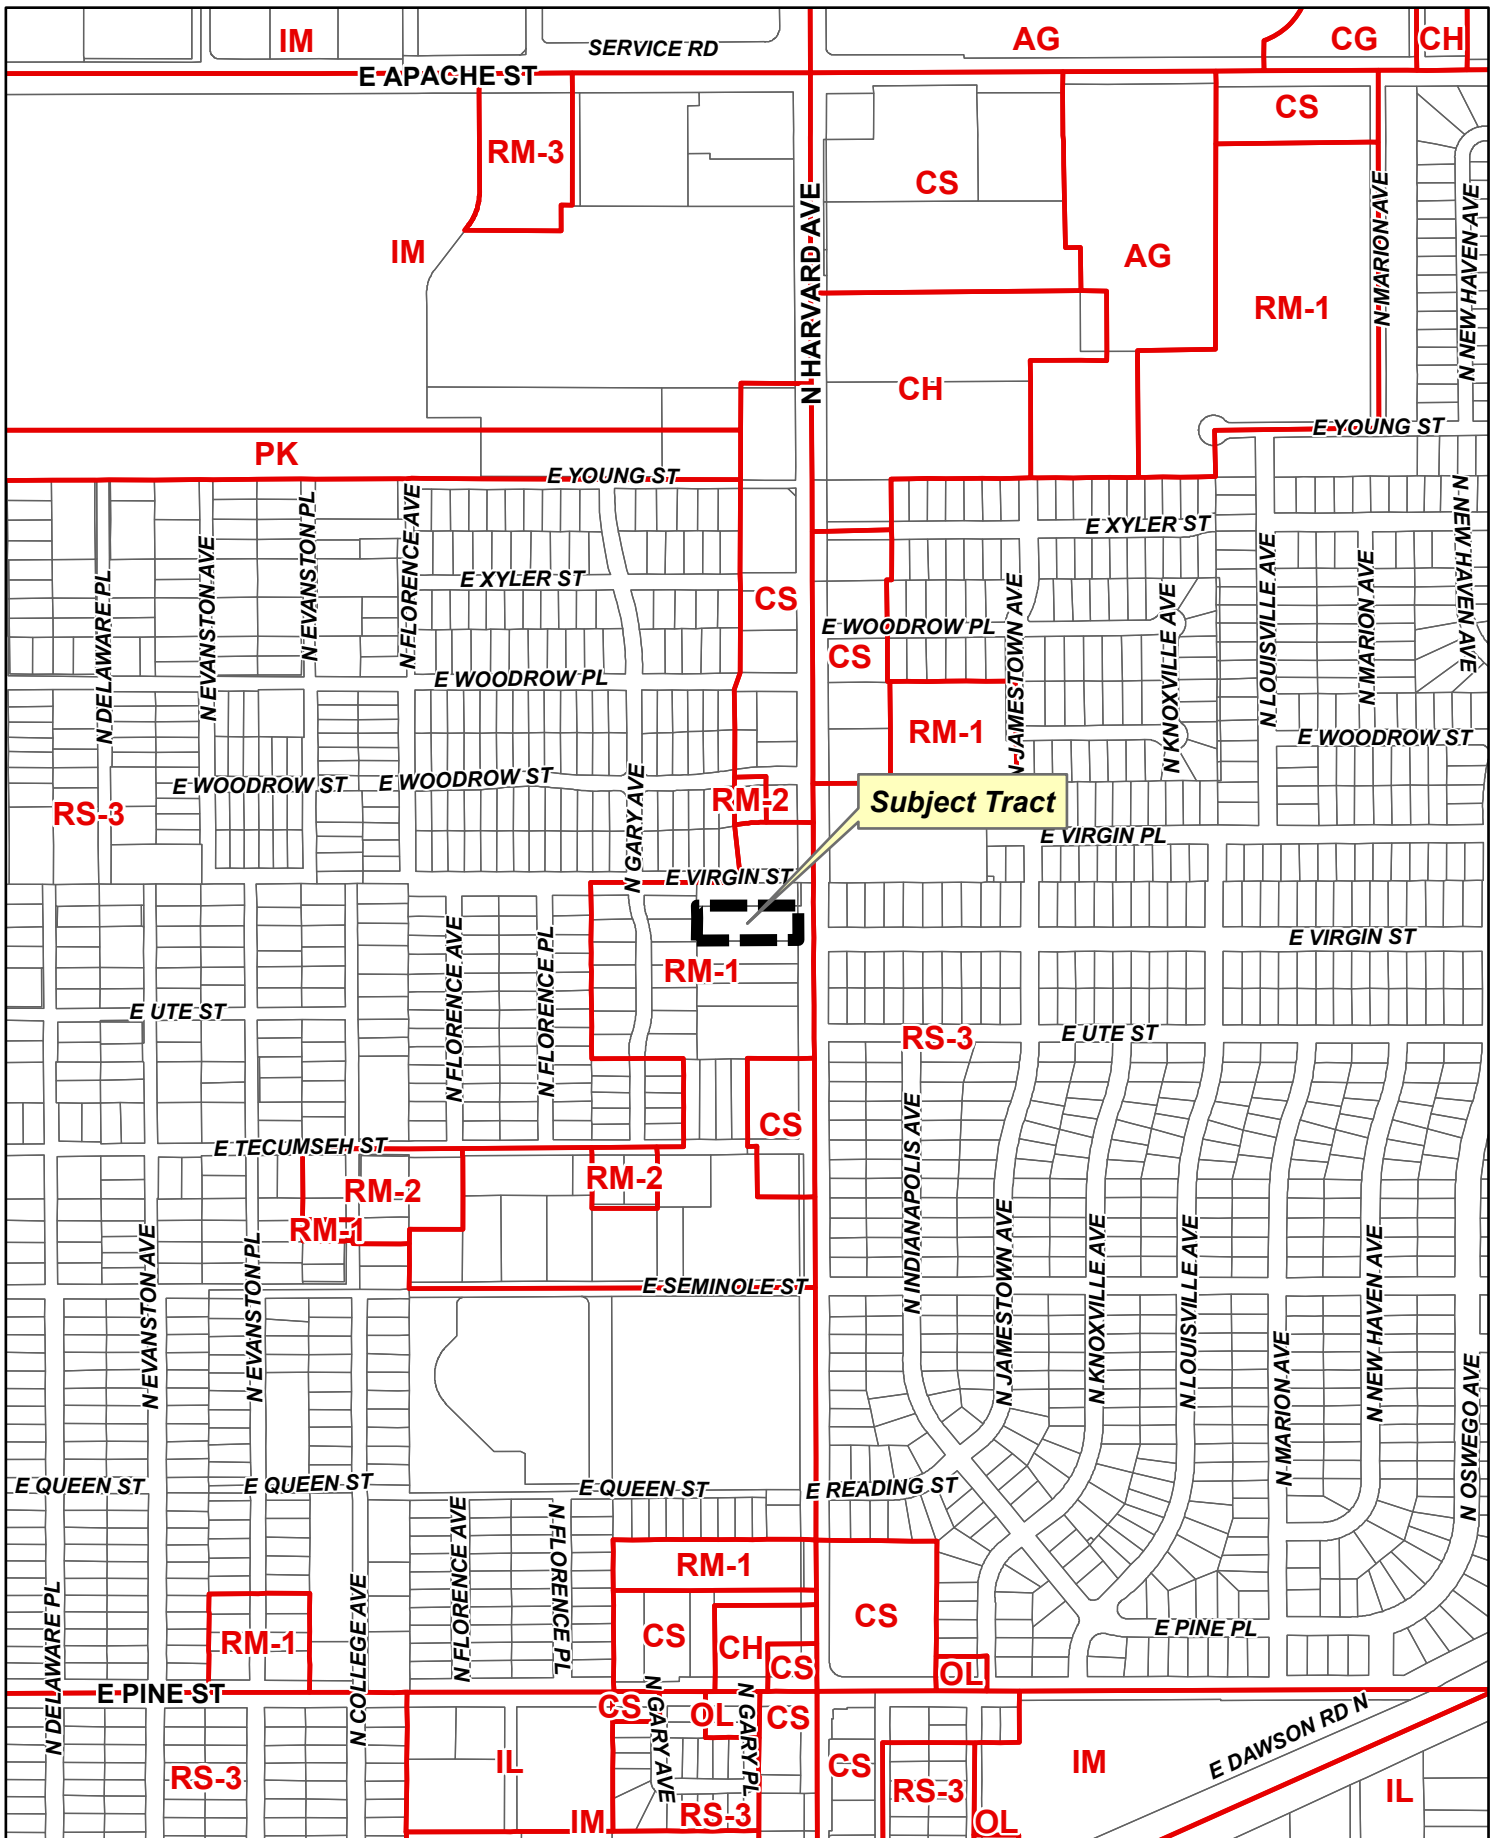 IM
SERVICE RD
AG
CG
CH
E APACHE ST
RM-3
CS
CS
N HARVARD AVE
N MARION AVE
N NEW HAVEN AVE
IM
AG
RM-1
CH
PK
E YOUNG ST
E YOUNG ST
N DELAWARE PL
N EVANSTON AVE
N EVANSTON PL
N FLORENCE AVE
E XYLER ST
E XYLER ST
N NEW HAVEN AVE
CS
E WOODROW PL
CS
N JAMESTOWN AVE
N KNOXVILLE AVE
N LOUISVILLE AVE
N MARION AVE
E WOODROW PL
RM-1
E WOODROW ST
E WOODROW ST
E WOODROW ST
RS-3
N GARY AVE
RM-2
Subject Tract
E VIRGIN PL
E VIRGIN ST
E VIRGIN ST
N FLORENCE AVE
N FLORENCE PL
RM-1
E UTE ST
RS-3
E UTE ST
CS
E TECUMSEH ST
RM-2
RM-2
RM-1
N INDIANAPOLIS AVE
N JAMESTOWN AVE
N KNOXVILLE AVE
N LOUISVILLE AVE
N MARION AVE
N NEW HAVEN AVE
N OSWEGO AVE
N EVANSTON AVE
N EVANSTON PL
E SEMINOLE ST
E QUEEN ST
E QUEEN ST
E QUEEN ST
E READING ST
N FLORENCE AVE
N FLORENCE PL
RM-1
N DELAWARE PL
RM-1
N COLLEGE AVE
CS
CH
CS
CS
E PINE PL
OL
E PINE ST
CS
N GARY AVE
OL
N GARY PL
CS
RS-3
IL
IM
RS-3
CS
RS-3
OL
IM
E DAWSON RD N
IL